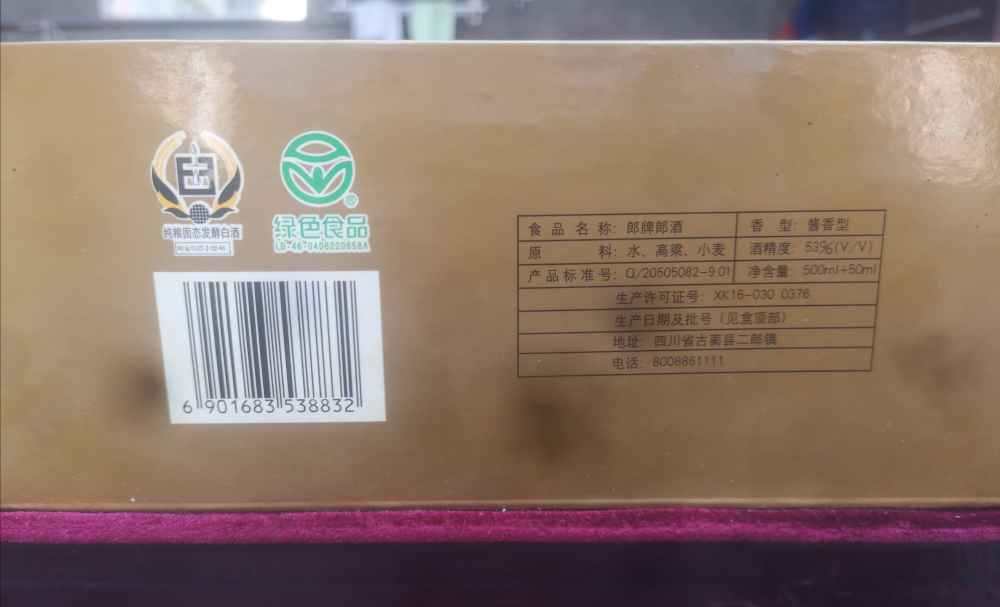 纯粮固态发酵白酒
绿色食品
LB-46-0406220658A
6 901683 538832
食品名称: 郎牌郎酒 香型: 酱香型
原料: 水、高粱、小麦 酒精度: 53%(V/V)
产品标准号: Q/20505082-9.01 净含量: 500ml+50ml
生产许可证号: XK16-030 0376
生产日期及批号(见盒顶部)
地址: 四川省古蔺县二郎镇
电话: 8008861111